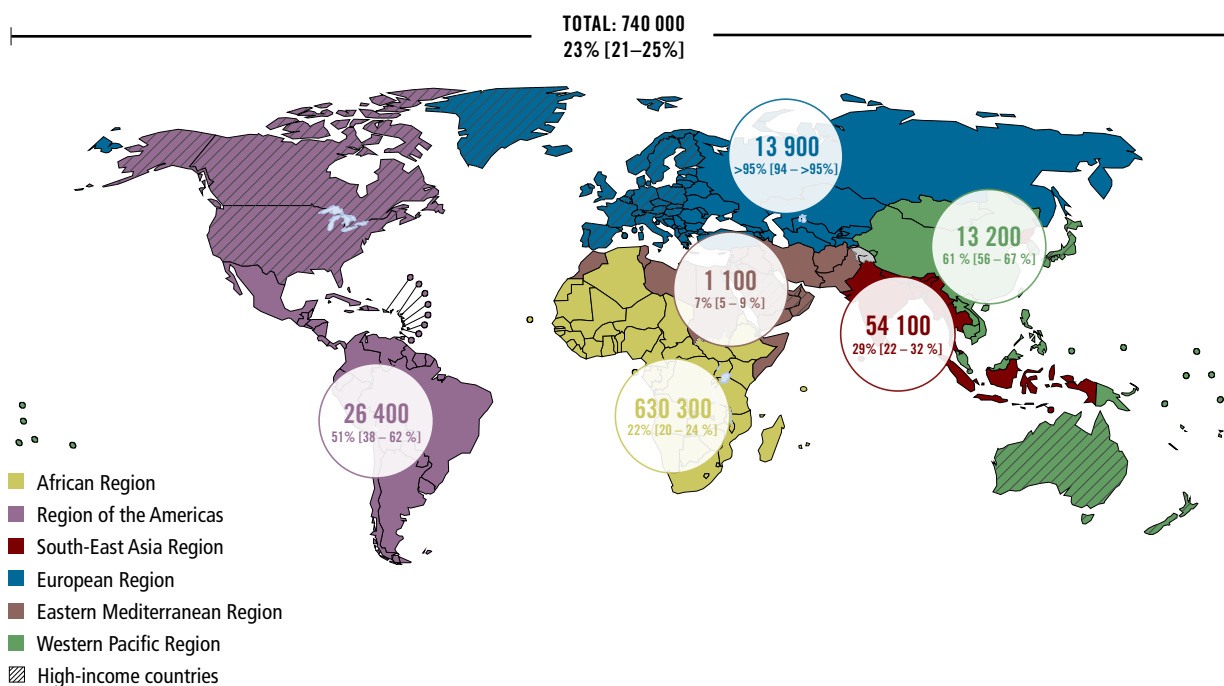 TOTAL: 740 000
23% [21–25%]
13 900
>95% [94 – >95%]
13 200
61 % [56 – 67 %]
1 100
7% [5 – 9 %]
54 100
29% [22 – 32 %]
26 400
51% [38 – 62 %]
630 300
22% [20 – 24 %]
African Region
Region of the Americas
South-East Asia Region
European Region
Eastern Mediterranean Region
Western Pacific Region
High-income countries